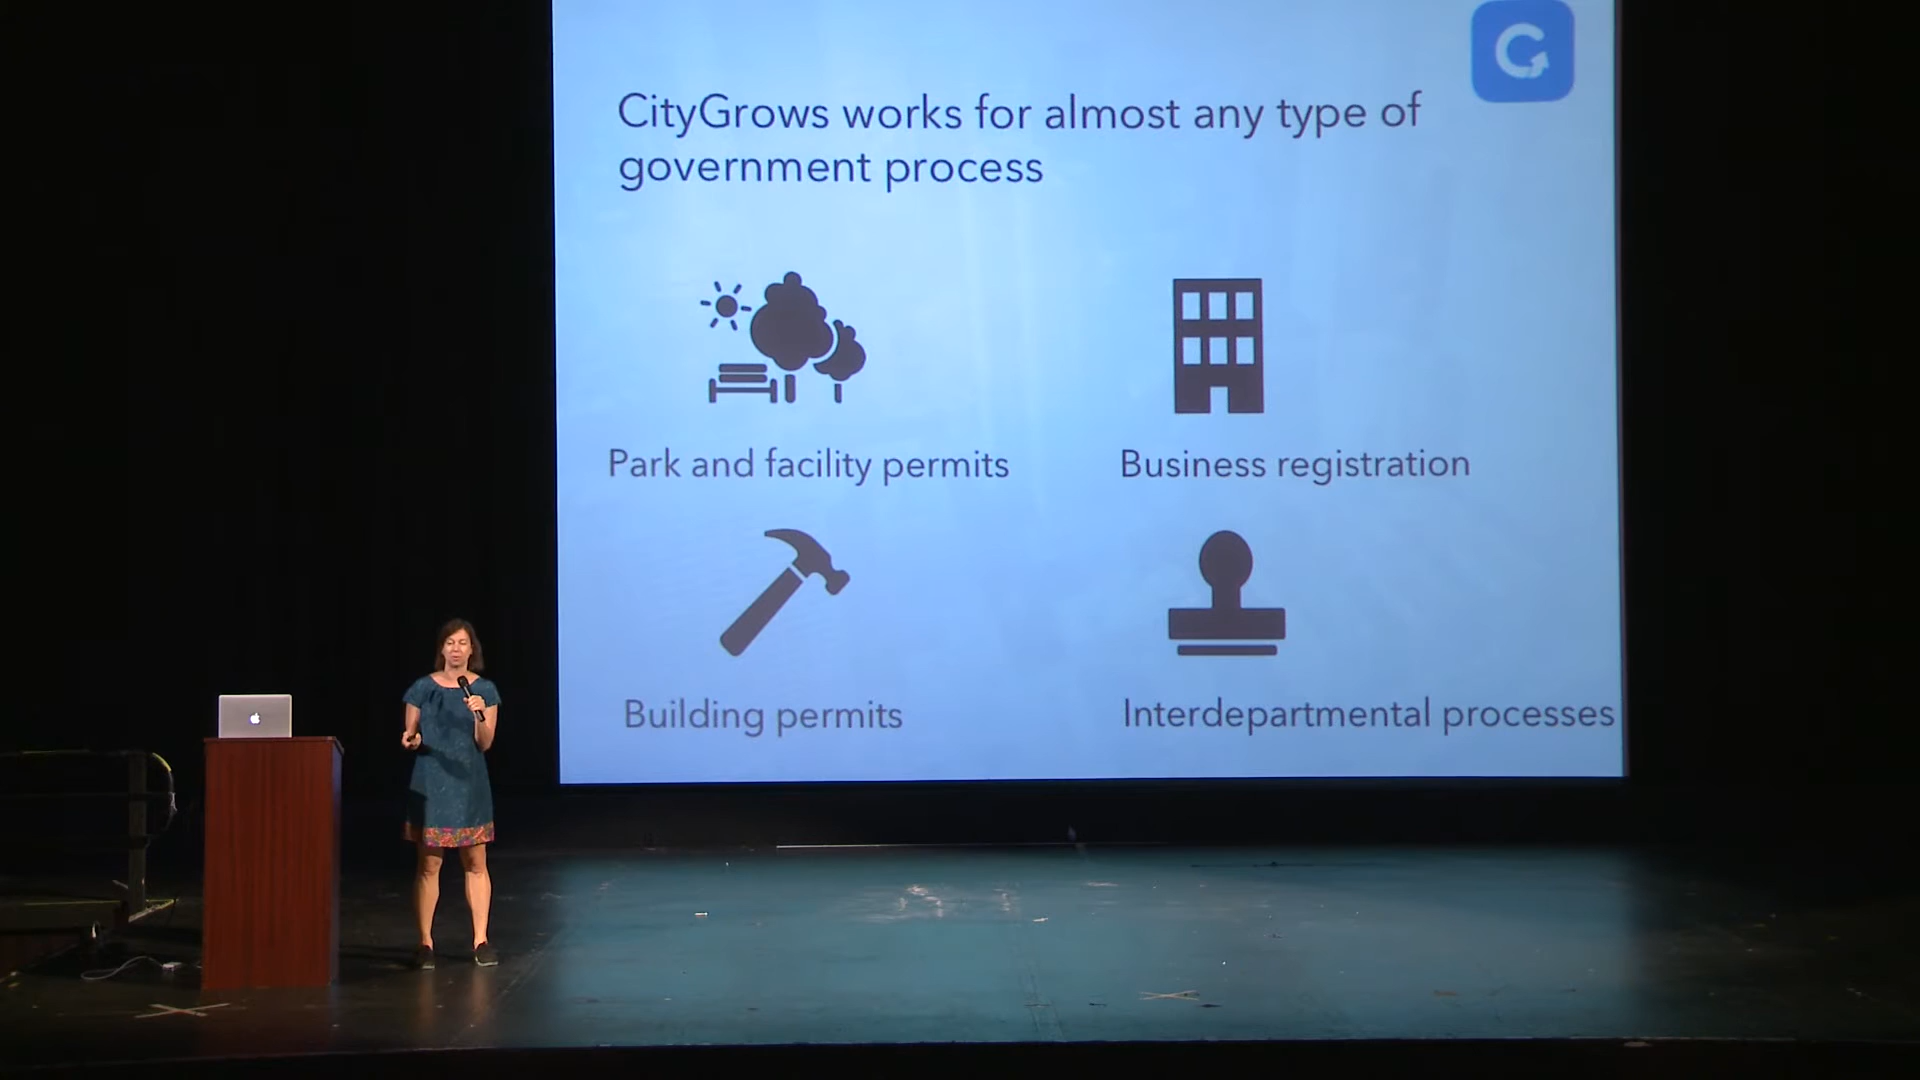 CityGrows works for almost any type of
government process
Park and facility permits
Business registration
Building permits
Interdepartmental processes